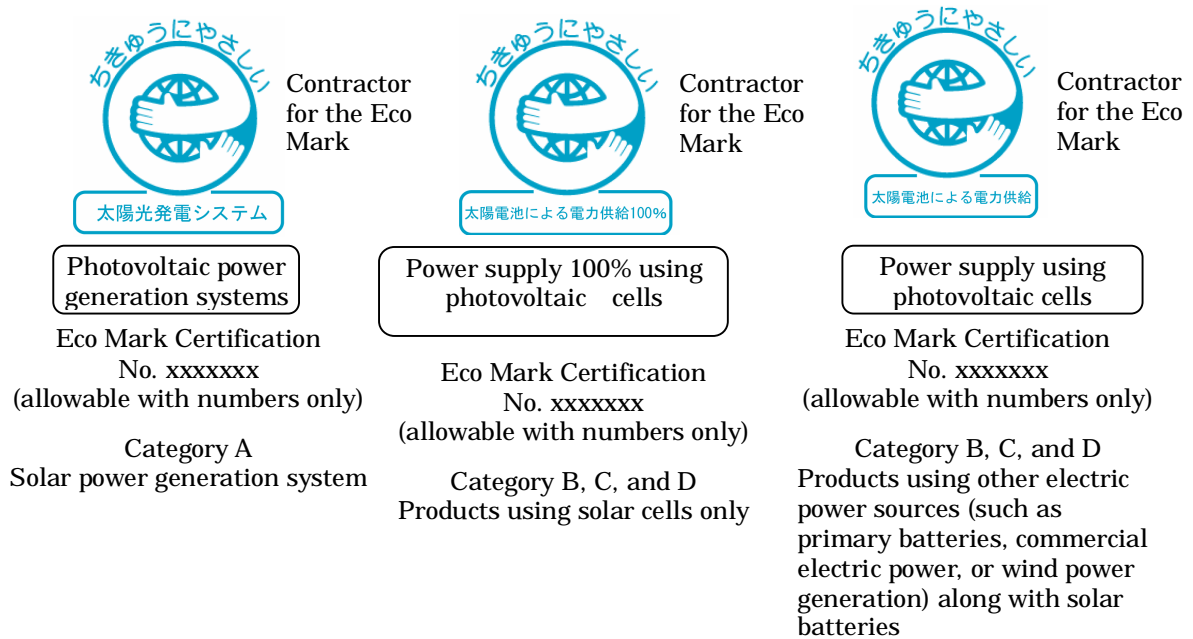 ちきゅうにやさしい
Contractor
for the Eco
Mark
太陽光発電システム
Photovoltaic power
generation systems
Eco Mark Certification
No. xxxxxxx
(allowable with numbers only)
Category A
Solar power generation system
ちきゅうにやさしい
Contractor
for the Eco
Mark
太陽電池による電力供給100%
Power supply 100% using
photovoltaic cells
Eco Mark Certification
No. xxxxxxx
(allowable with numbers only)
Category B, C, and D
Products using solar cells only
ちきゅうにやさしい
Contractor
for the Eco
Mark
太陽電池による電力供給
Power supply using
photovoltaic cells
Eco Mark Certification
No. xxxxxxx
(allowable with numbers only)
Category B, C, and D
Products using other electric
power sources (such as
primary batteries, commercial
electric power, or wind power
generation) along with solar
batteries